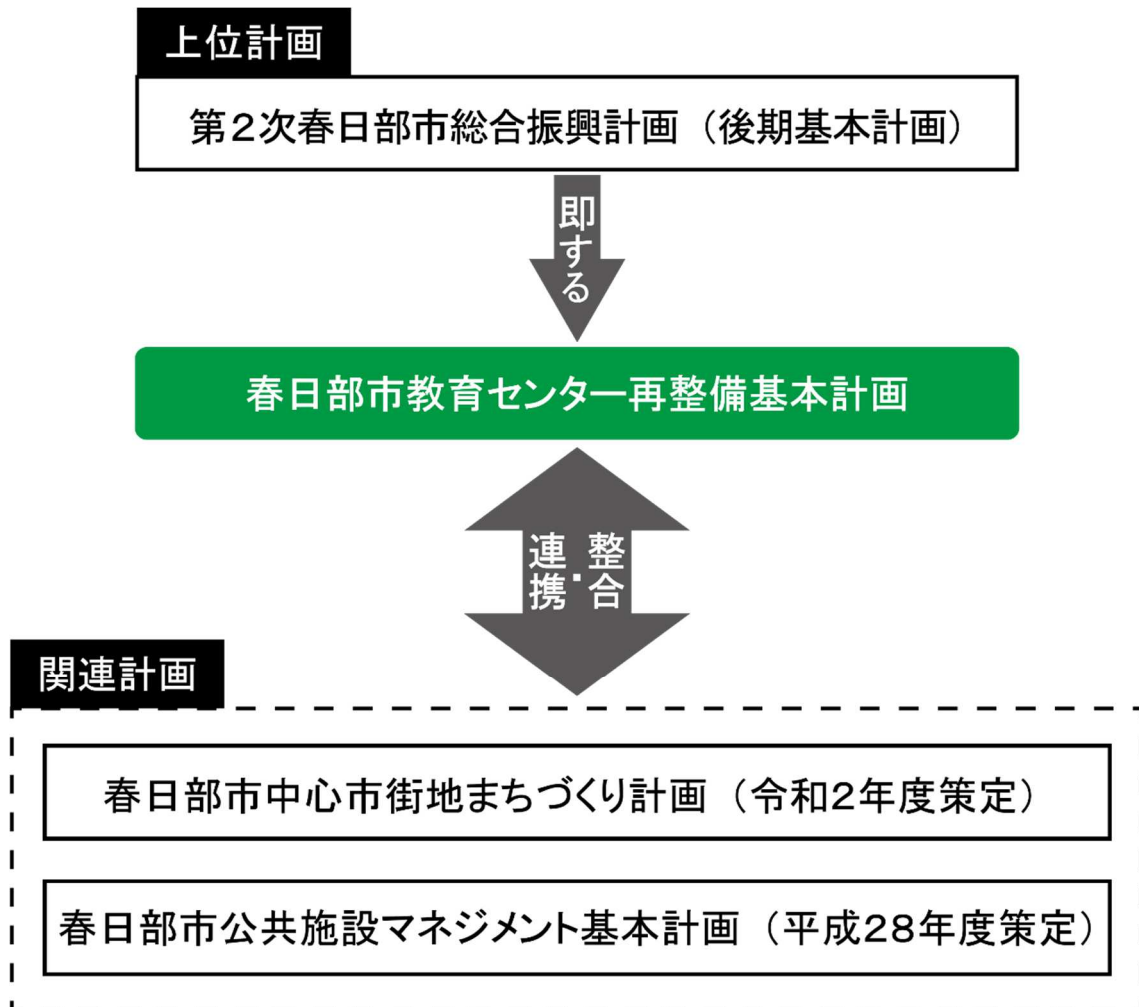 上位計画
第2次春日部市総合振興計画（後期基本計画）
即する
春日部市教育センター再整備基本計画
整合・
連携
関連計画
春日部市中心市街地まちづくり計画（令和2年度策定）
春日部市公共施設マネジメント基本計画（平成28年度策定）